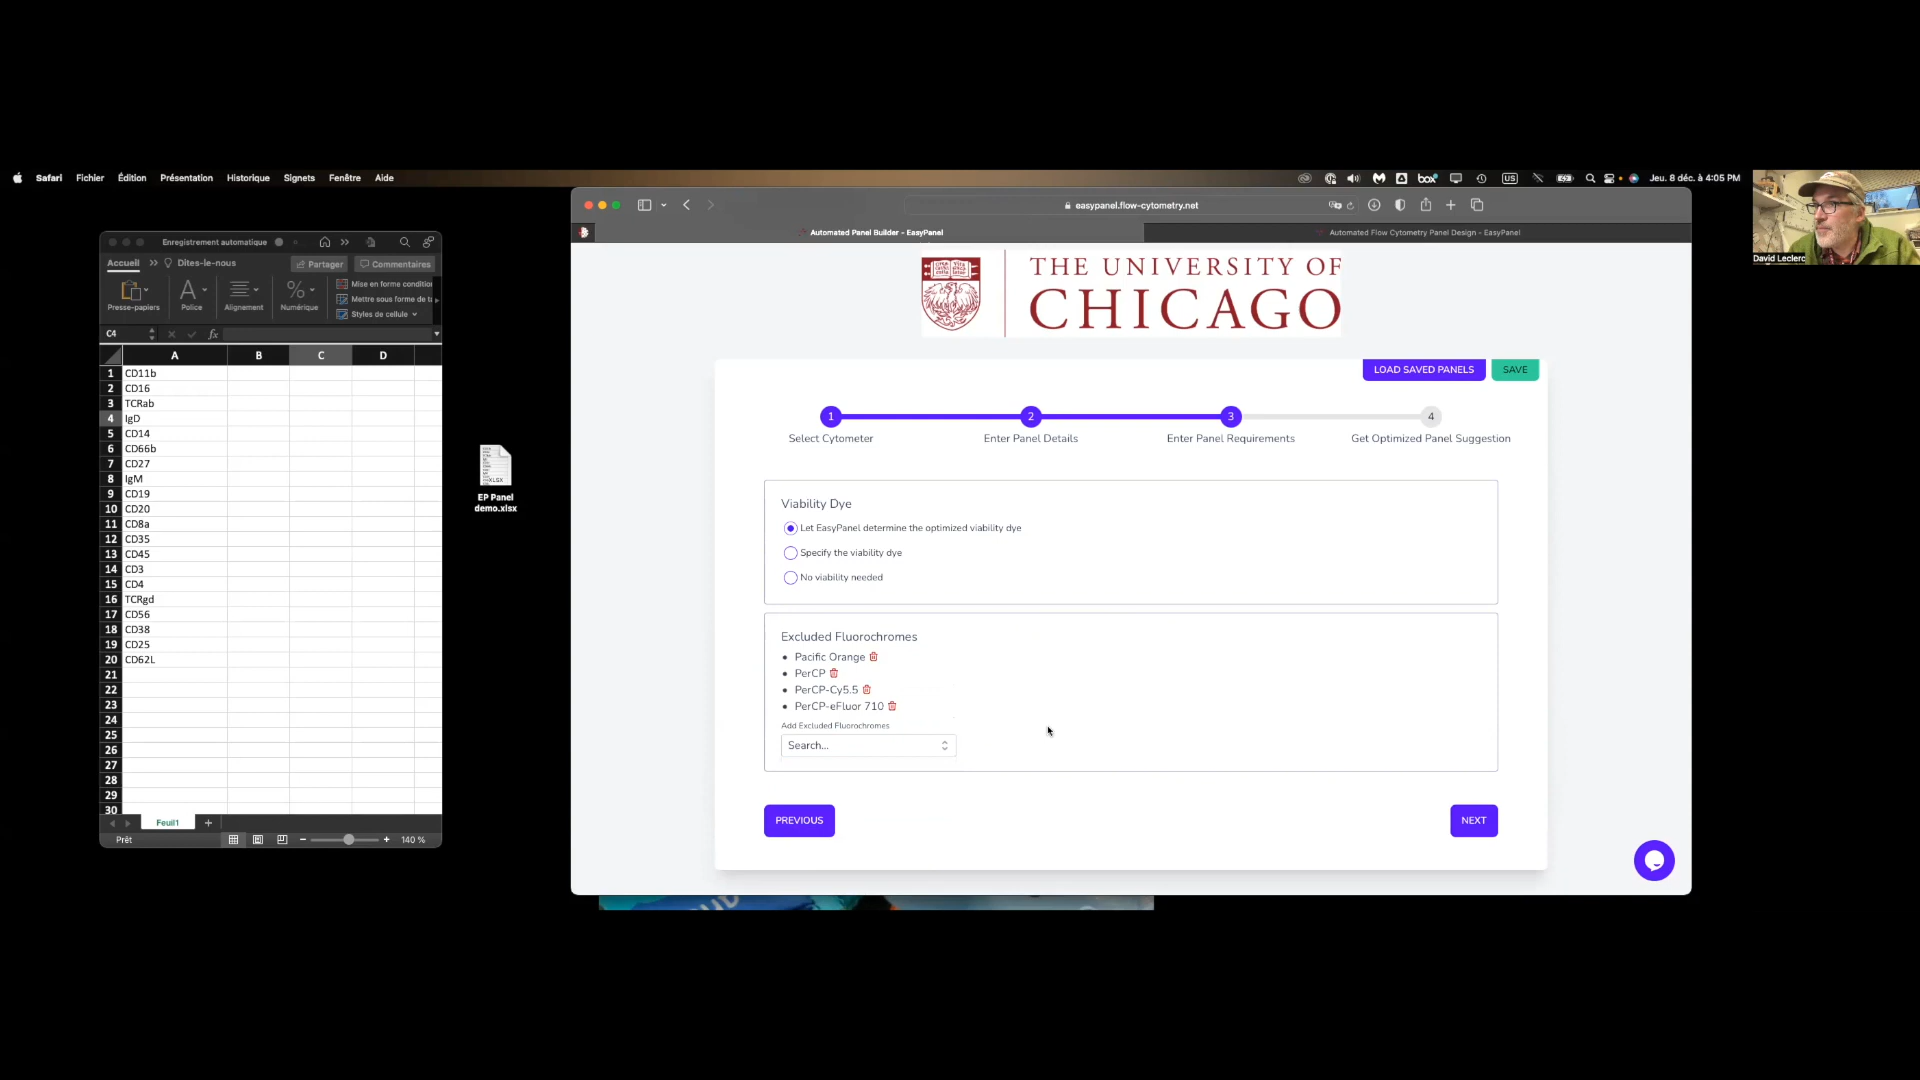 Safari Fichier Édition Présentation Historique Signets Fenêtre Aide
box
US
Jeu. 8 déc. à 4:05 PM
David Leclerc
Enregistrement automatique
Accueil
Dites-le-nous
Partager
Commentaires
Presse-papiers
Police
Alignement
%
Numérique
Mise en forme condition
Mettre sous forme de t
Styles de cellule
C4
fx
A B C D
1 CD11b
2 CD16
3 TCRab
4 IgD
5 CD14
6 CD66b
7 CD27
8 IgM
9 CD19
10 CD20
11 CD8a
12 CD35
13 CD45
14 CD3
15 CD4
16 TCRgd
17 CD56
18 CD38
19 CD25
20 CD62L
21
22
23
24
25
26
27
28
29
30
Feuil1 +
Prêt
140 %
XLSX
EP Panel
demo.xlsx
easypanel.flow-cytometry.net
Automated Panel Builder - EasyPanel
Automated Flow Cytometry Panel Design - EasyPanel
THE UNIVERSITY OF
CHICAGO
LOAD SAVED PANELS
SAVE
1 2 3 4
Select Cytometer
Enter Panel Details
Enter Panel Requirements
Get Optimized Panel Suggestion
Viability Dye
Let EasyPanel determine the optimized viability dye
Specify the viability dye
No viability needed
Excluded Fluorochromes
• Pacific Orange
• PerCP
• PerCP-Cy5.5
• PerCP-eFluor 710
Add Excluded Fluorochromes
Search...
PREVIOUS
NEXT